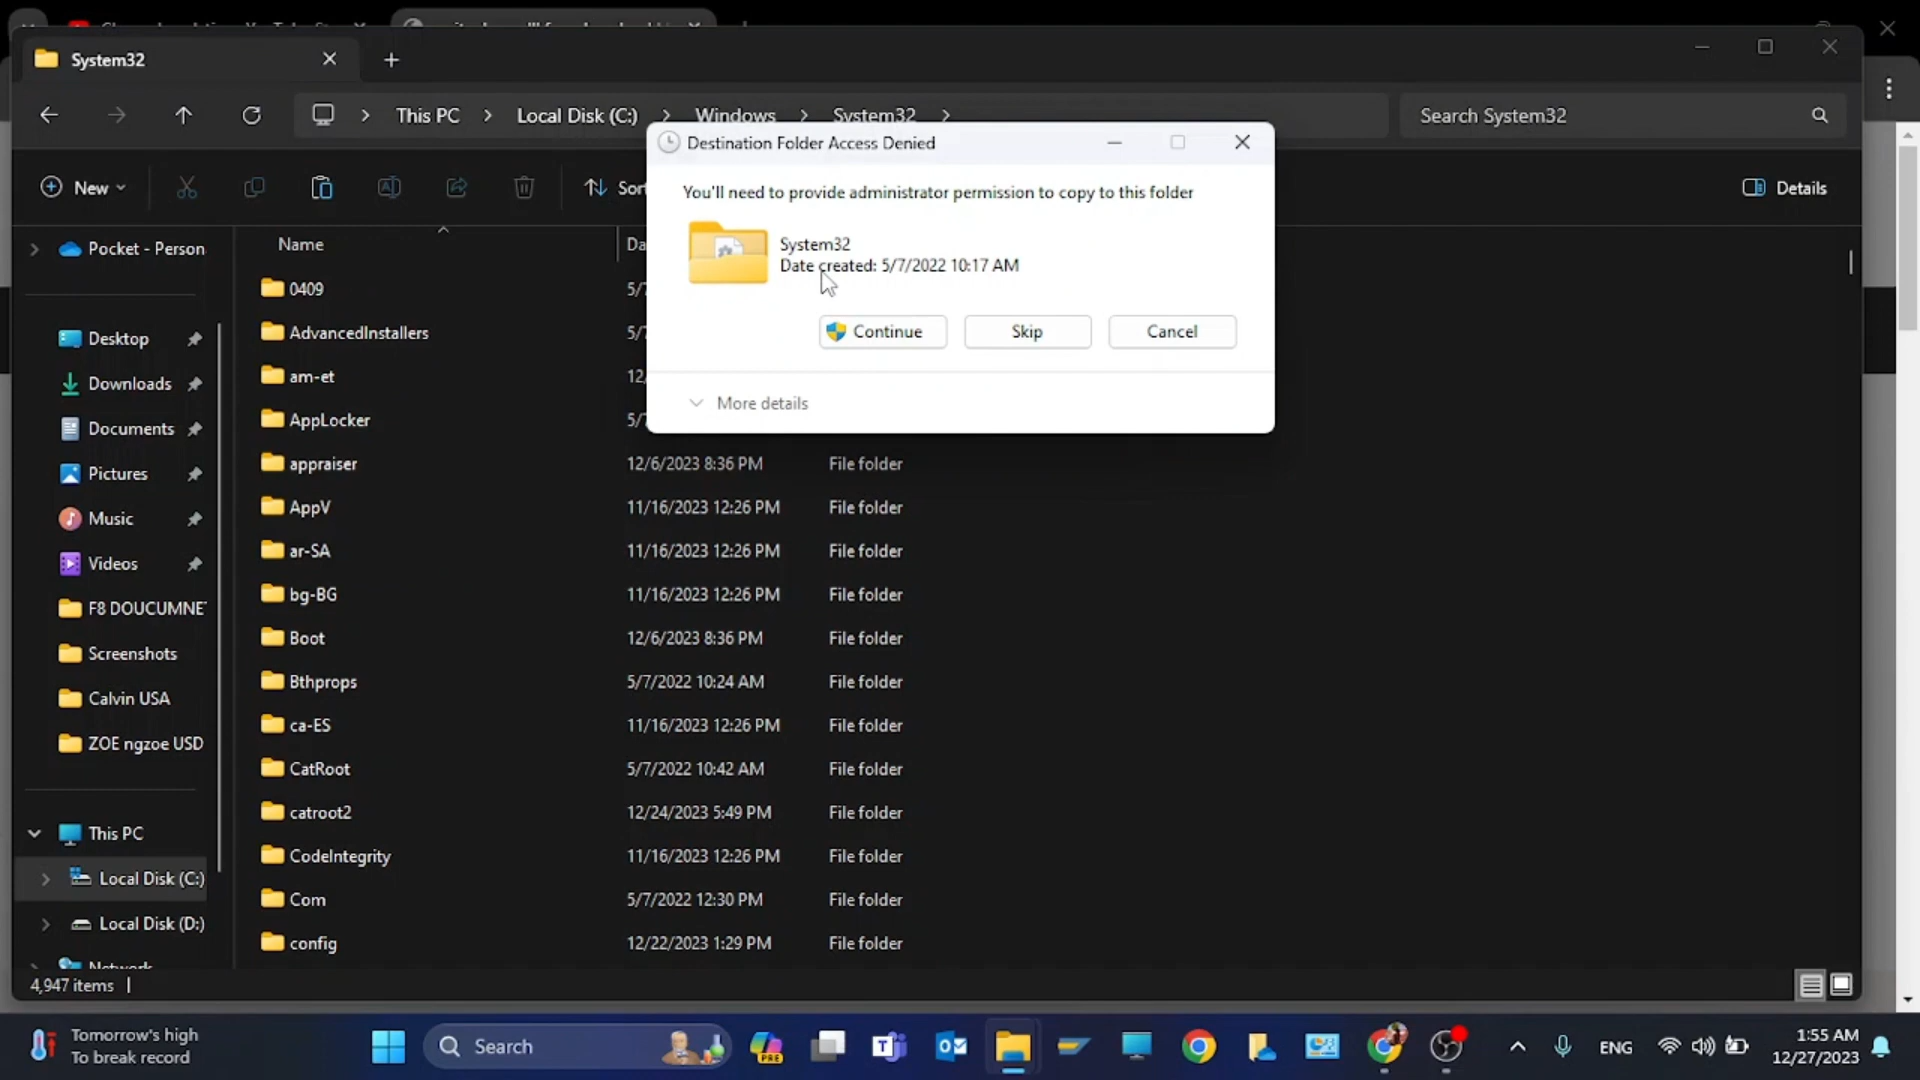 System32
This PC
Local Disk (C:)
Windows
System32
Search System32
New
Sort
Details
Destination Folder Access Denied
You'll need to provide administrator permission to copy to this folder
System32
Date created: 5/7/2022 10:17 AM
Continue
Skip
Cancel
More details
Pocket - Person
Desktop
Downloads
Documents
Pictures
Music
Videos
F8 DOUCUMNE
Screenshots
Calvin USA
ZOE ngzoe USD
This PC
Local Disk (C:)
Local Disk (D:)
Network
Name
0409
AdvancedInstallers
am-et
AppLocker
appraiser 12/6/2023 8:36 PM File folder
AppV 11/16/2023 12:26 PM File folder
ar-SA 11/16/2023 12:26 PM File folder
bg-BG 11/16/2023 12:26 PM File folder
Boot 12/6/2023 8:36 PM File folder
Bthprops 5/7/2022 10:24 AM File folder
ca-ES 11/16/2023 12:26 PM File folder
CatRoot 5/7/2022 10:42 AM File folder
catroot2 12/24/2023 5:49 PM File folder
CodeIntegrity 11/16/2023 12:26 PM File folder
Com 5/7/2022 12:30 PM File folder
config 12/22/2023 1:29 PM File folder
4,947 items
Tomorrow's high
To break record
Search
PRE
ENG
1:55 AM
12/27/2023